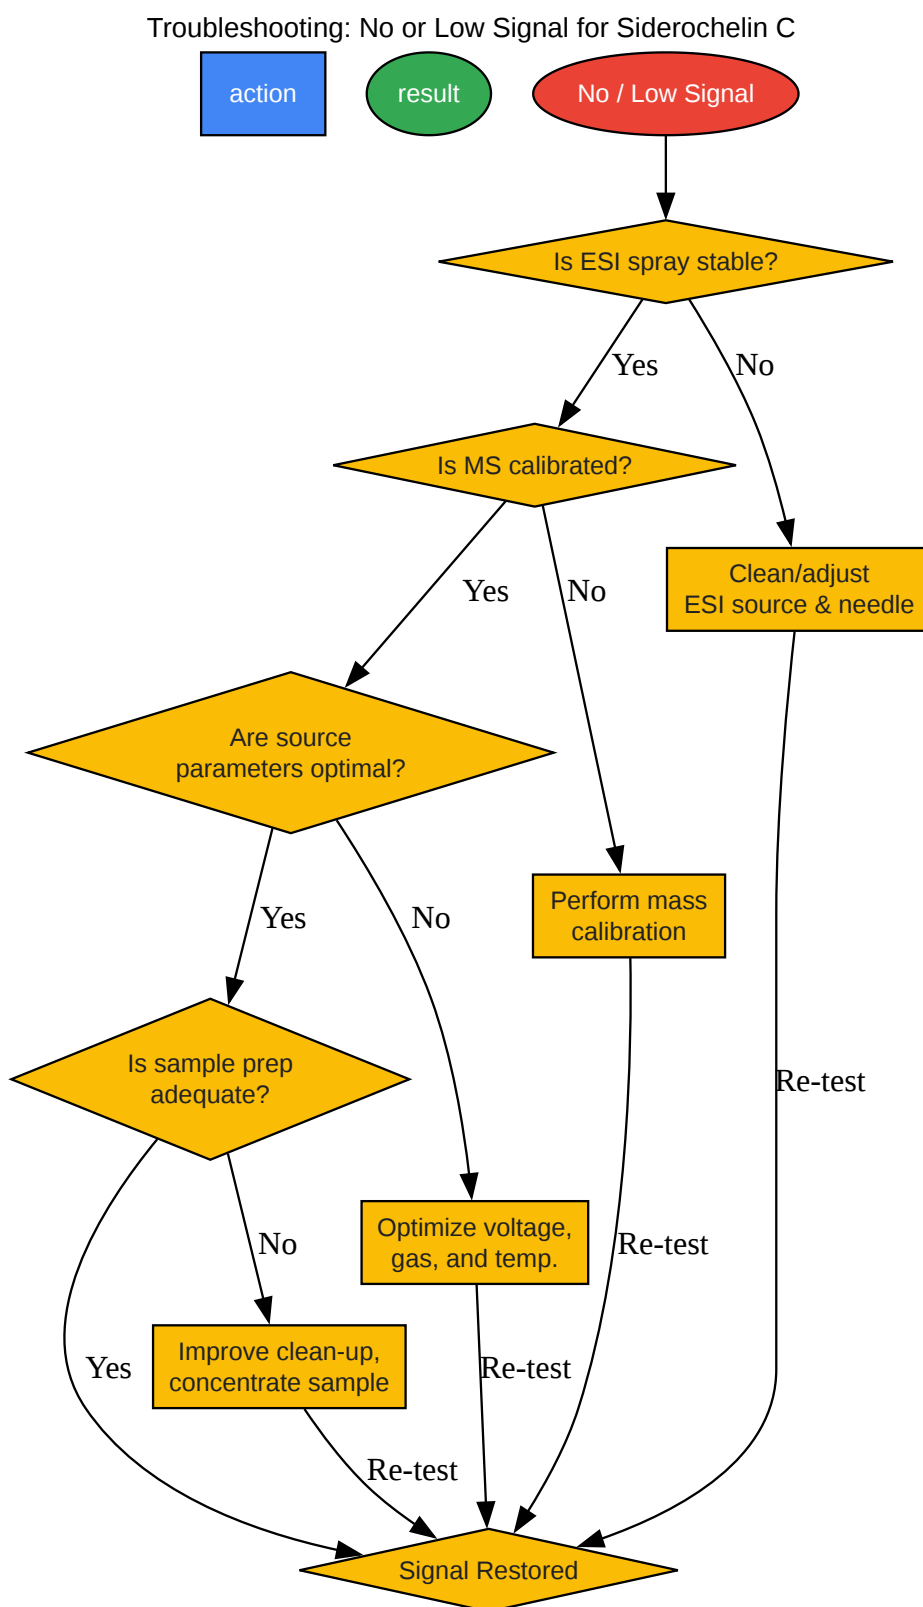 Troubleshooting: No or Low Signal for Siderochelin C
action
result
No / Low Signal
Is ESI spray stable?
Yes
No
Is MS calibrated?
Yes
No
Clean/adjust
ESI source & needle
Are source
parameters optimal?
Yes
No
Perform mass
calibration
Is sample prep
adequate?
Re-test
No
Optimize voltage,
gas, and temp.
Re-test
Yes
Improve clean-up,
concentrate sample
Re-test
Re-test
Signal Restored